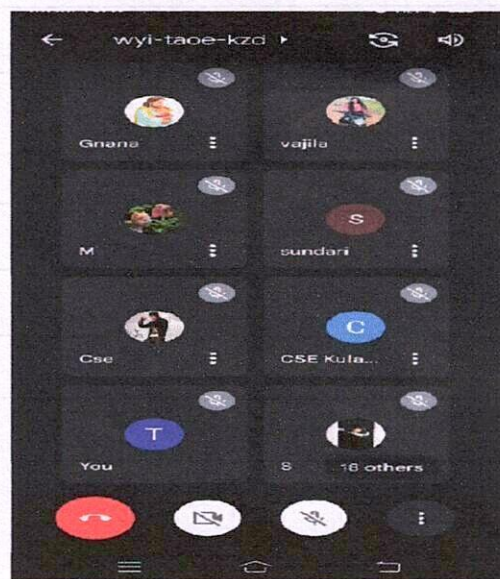 wyi-taoe-kzd
Gnana vajila
S
M sundari
C
Cse CSE Kula...
T
You S 18 others